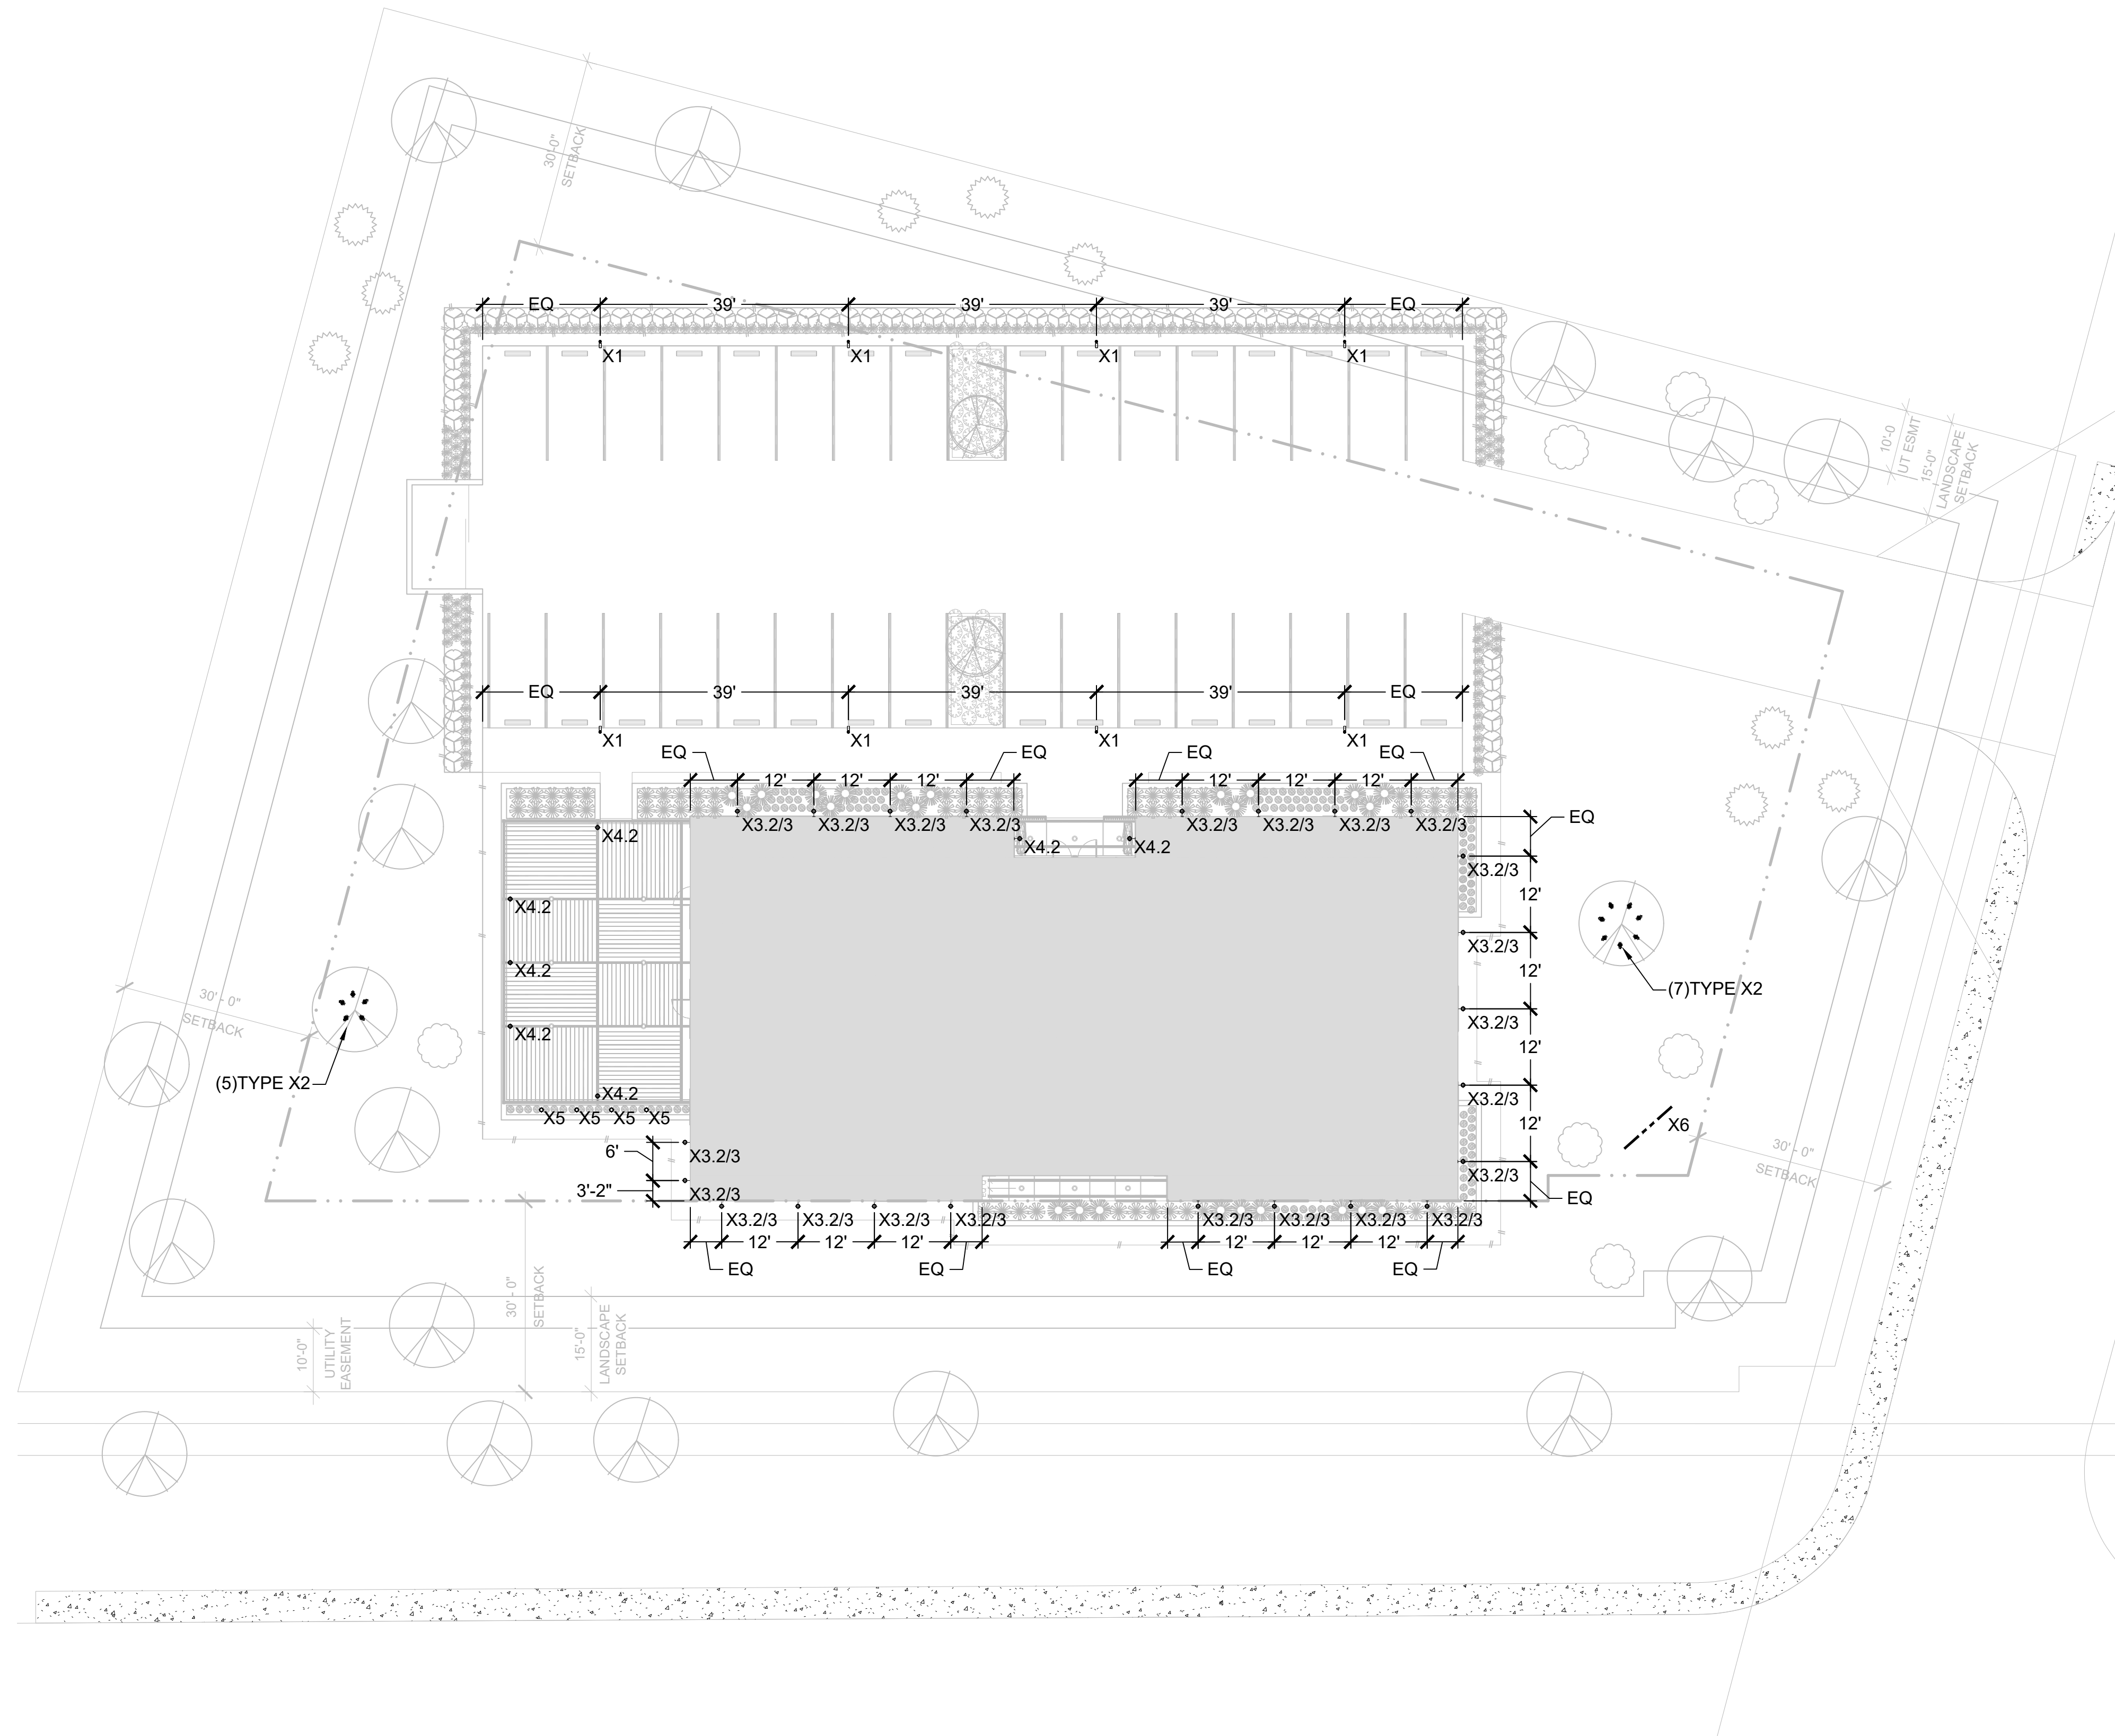 30'-0"
SETBACK
EQ 39' 39' 39' EQ
X1 X1 X1 X1
10'-0
UT ESMT
15'-0"
LANDSCAPE
SETBACK
EQ 39' 39' 39' EQ
X1 X1 X1 X1
EQ EQ EQ EQ
12' 12' 12' 12' 12' 12'
EQ
X3.2/3 X3.2/3 X3.2/3 X3.2/3 X3.2/3 X3.2/3 X3.2/3 X3.2/3
X4.2 X4.2 X4.2
X3.2/3
12'
X4.2
X3.2/3
X4.2
12'
(7)TYPE X2
30' - 0"
SETBACK
X3.2/3
X4.2
12'
(5)TYPE X2
X4.2
X3.2/3
X5 X5 X5 X5
12'
X6
6'
X3.2/3
30' - 0"
SETBACK
X3.2/3
3'-2"
X3.2/3
EQ
X3.2/3 X3.2/3 X3.2/3 X3.2/3 X3.2/3 X3.2/3 X3.2/3 X3.2/3
12' 12' 12' 12' 12' 12'
EQ EQ EQ EQ
30' - 0"
SETBACK
10'-0"
UTILITY
EASEMENT
15'-0"
LANDSCAPE
SETBACK